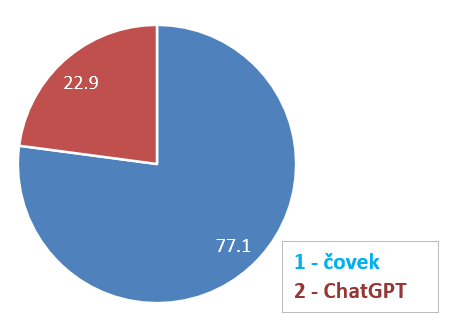 22.9
77.1
1 - čovek
2 - ChatGPT